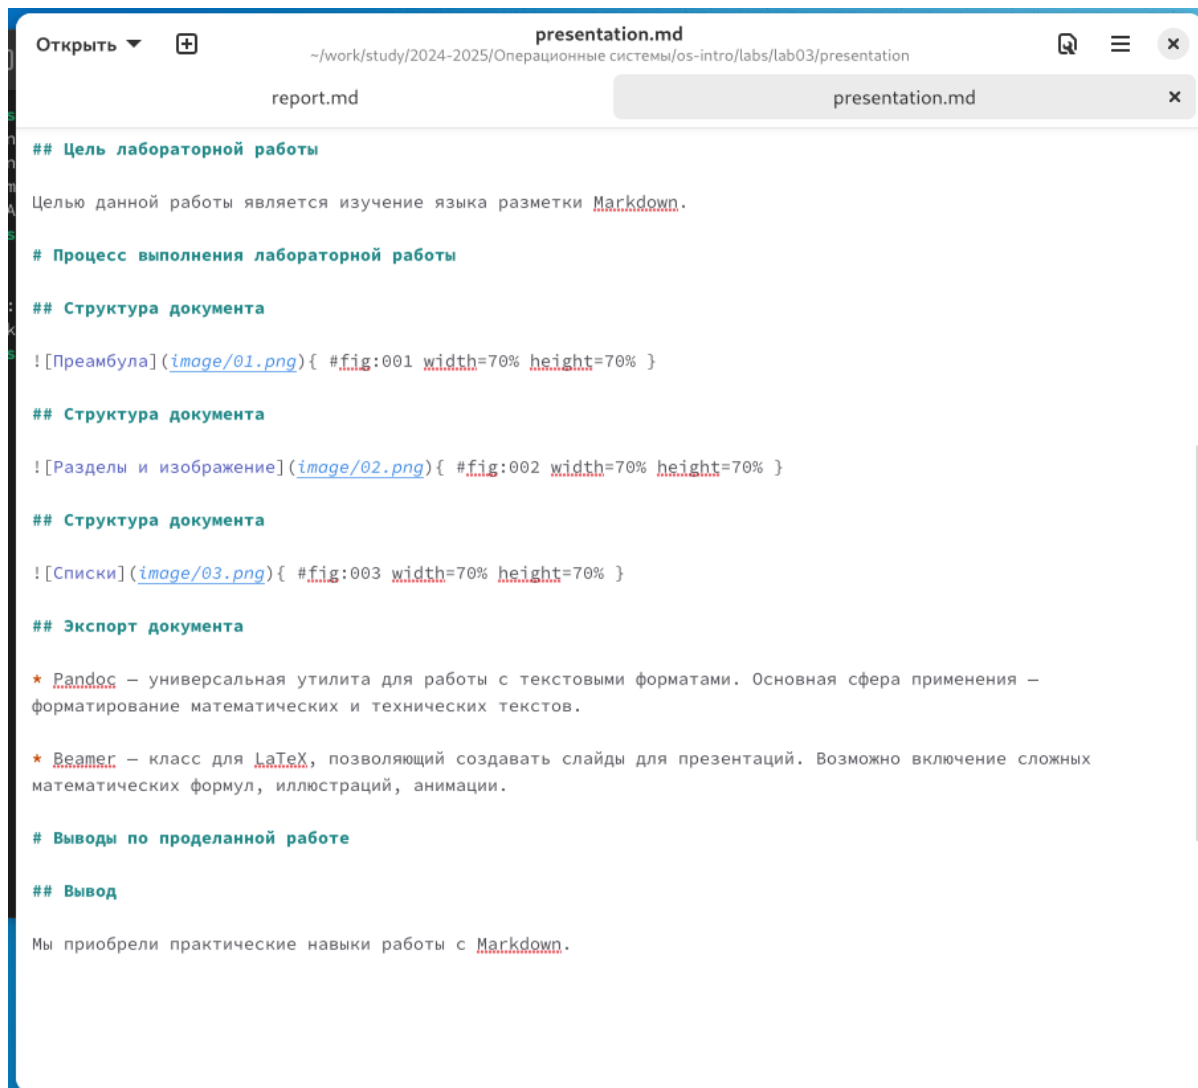 Открыть
presentation.md
~/work/study/2024-2025/Операционные системы/os-intro/labs/lab03/presentation
report.md
presentation.md
## Цель лабораторной работы
Целью данной работы является изучение языка разметки Markdown.
# Процесс выполнения лабораторной работы
## Структура документа
![Преамбула](image/01.png){ #fig:001 width=70% height=70% }
## Структура документа
![Разделы и изображение](image/02.png){ #fig:002 width=70% height=70% }
## Структура документа
![Списки](image/03.png){ #fig:003 width=70% height=70% }
## Экспорт документа
* Pandoc — универсальная утилита для работы с текстовыми форматами. Основная сфера применения —
форматирование математических и технических текстов.
* Beamer — класс для LaTeX, позволяющий создавать слайды для презентаций. Возможно включение сложных
математических формул, иллюстраций, анимации.
# Выводы по проделанной работе
## Вывод
Мы приобрели практические навыки работы с Markdown.